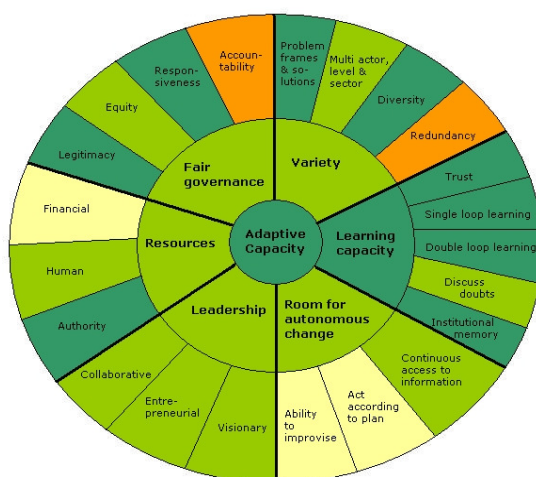 Adaptive
Capacity
Variety
Problem
frames
& so-
lutions
Multi actor,
level &
sector
Diversity
Redundancy
Learning
capacity
Trust
Single loop learning
Double loop learning
Discuss
doubts
Institutional
memory
Room for
autonomous
change
Continuous
access to
information
Act
according
to plan
Ability
to
improvise
Leadership
Visionary
Entre-
preneurial
Collaborative
Resources
Authority
Human
Financial
Fair
governance
Legitimacy
Equity
Respon-
siveness
Accoun-
tability